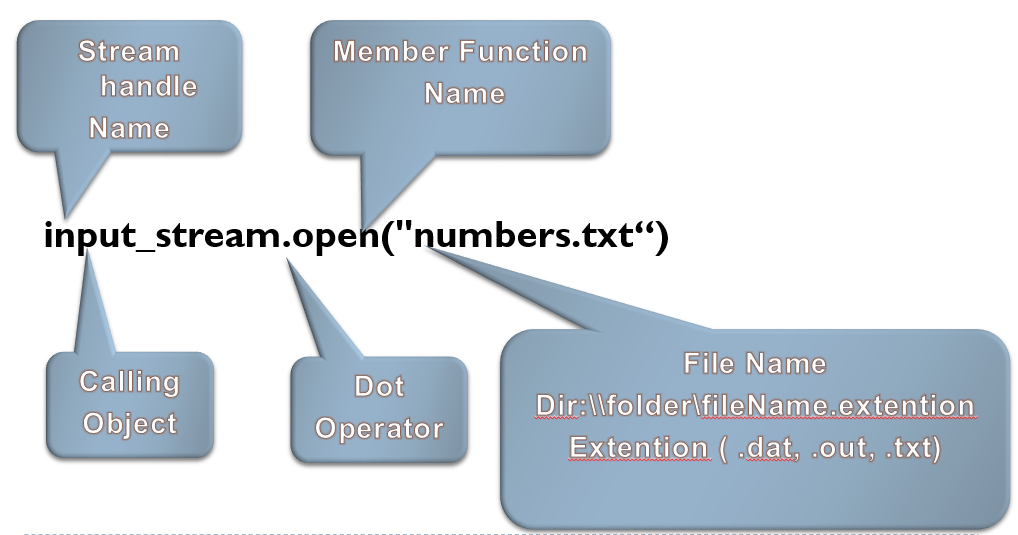 Stream
handle
Name
Member Function
Name
input_stream.open("numbers.txt“)
Calling
Object
Dot
Operator
File Name
Dir:\\folder\fileName.extention
Extention ( .dat, .out, .txt)